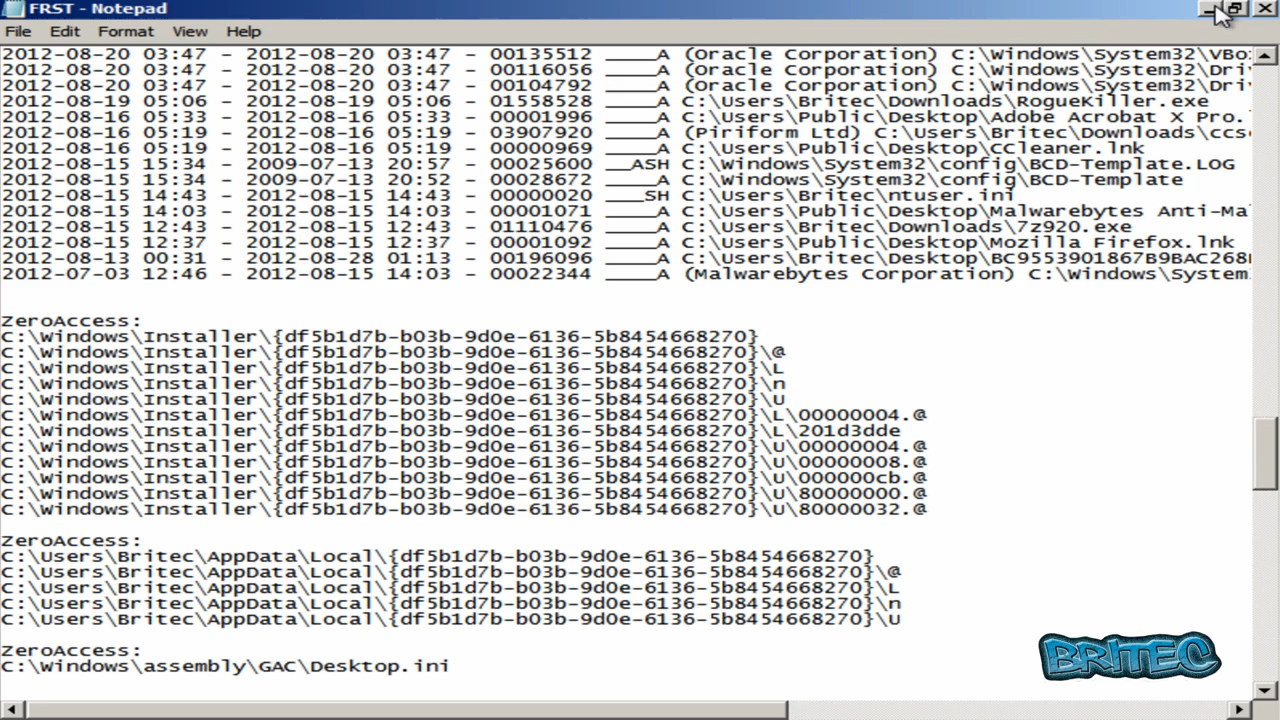 FRST - Notepad
File Edit Format View Help
2012-08-20 03:47 - 2012-08-20 03:47 - 00135512 ____A (Oracle Corporation) C:\Windows\System32\VBo
2012-08-20 03:47 - 2012-08-20 03:47 - 00116056 ____A (Oracle Corporation) C:\Windows\System32\Dri
2012-08-20 03:47 - 2012-08-20 03:47 - 00104792 ____A (Oracle Corporation) C:\Windows\System32\Dri
2012-08-19 05:06 - 2012-08-19 05:06 - 01558528 ____A C:\Users\Britec\Downloads\RogueKiller.exe
2012-08-16 05:33 - 2012-08-16 05:33 - 00001996 ____A C:\Users\Public\Desktop\Adobe Acrobat X Pro.
2012-08-16 05:19 - 2012-08-16 05:19 - 03907920 ____A (Piriform Ltd) C:\Users\Britec\Downloads\ccs
2012-08-16 05:19 - 2012-08-16 05:19 - 00000969 ____A C:\Users\Public\Desktop\CCleaner.lnk
2012-08-15 15:34 - 2009-07-13 20:57 - 00025600 __ASH C:\Windows\System32\config\BCD-Template.LOG
2012-08-15 15:34 - 2009-07-13 20:52 - 00028672 ____A C:\Windows\System32\config\BCD-Template
2012-08-15 14:43 - 2012-08-15 14:43 - 00000020 ___SH C:\Users\Britec\ntuser.ini
2012-08-15 14:03 - 2012-08-15 14:03 - 00001071 ____A C:\Users\Public\Desktop\Malwarebytes Anti-Ma
2012-08-15 12:43 - 2012-08-15 12:43 - 01110476 ____A C:\Users\Britec\Downloads\7z920.exe
2012-08-15 12:37 - 2012-08-15 12:37 - 00001092 ____A C:\Users\Public\Desktop\Mozilla Firefox.lnk
2012-08-13 00:31 - 2012-08-28 01:13 - 00196096 ____A C:\Users\Britec\Desktop\BC9553901867B9BAC268
2012-07-03 12:46 - 2012-08-15 14:03 - 00022344 ____A (Malwarebytes Corporation) C:\Windows\System
ZeroAccess:
C:\Windows\Installer\{df5b1d7b-b03b-9d0e-6136-5b8454668270}
C:\Windows\Installer\{df5b1d7b-b03b-9d0e-6136-5b8454668270}\@
C:\Windows\Installer\{df5b1d7b-b03b-9d0e-6136-5b8454668270}\L
C:\Windows\Installer\{df5b1d7b-b03b-9d0e-6136-5b8454668270}\n
C:\Windows\Installer\{df5b1d7b-b03b-9d0e-6136-5b8454668270}\U
C:\Windows\Installer\{df5b1d7b-b03b-9d0e-6136-5b8454668270}\L\00000004.@
C:\Windows\Installer\{df5b1d7b-b03b-9d0e-6136-5b8454668270}\L\201d3dde
C:\Windows\Installer\{df5b1d7b-b03b-9d0e-6136-5b8454668270}\U\00000004.@
C:\Windows\Installer\{df5b1d7b-b03b-9d0e-6136-5b8454668270}\U\00000008.@
C:\Windows\Installer\{df5b1d7b-b03b-9d0e-6136-5b8454668270}\U\000000cb.@
C:\Windows\Installer\{df5b1d7b-b03b-9d0e-6136-5b8454668270}\U\80000000.@
C:\Windows\Installer\{df5b1d7b-b03b-9d0e-6136-5b8454668270}\U\80000032.@
ZeroAccess:
C:\Users\Britec\AppData\Local\{df5b1d7b-b03b-9d0e-6136-5b8454668270}
C:\Users\Britec\AppData\Local\{df5b1d7b-b03b-9d0e-6136-5b8454668270}\@
C:\Users\Britec\AppData\Local\{df5b1d7b-b03b-9d0e-6136-5b8454668270}\L
C:\Users\Britec\AppData\Local\{df5b1d7b-b03b-9d0e-6136-5b8454668270}\n
C:\Users\Britec\AppData\Local\{df5b1d7b-b03b-9d0e-6136-5b8454668270}\U
ZeroAccess:
C:\Windows\assembly\GAC\Desktop.ini
BRITEC